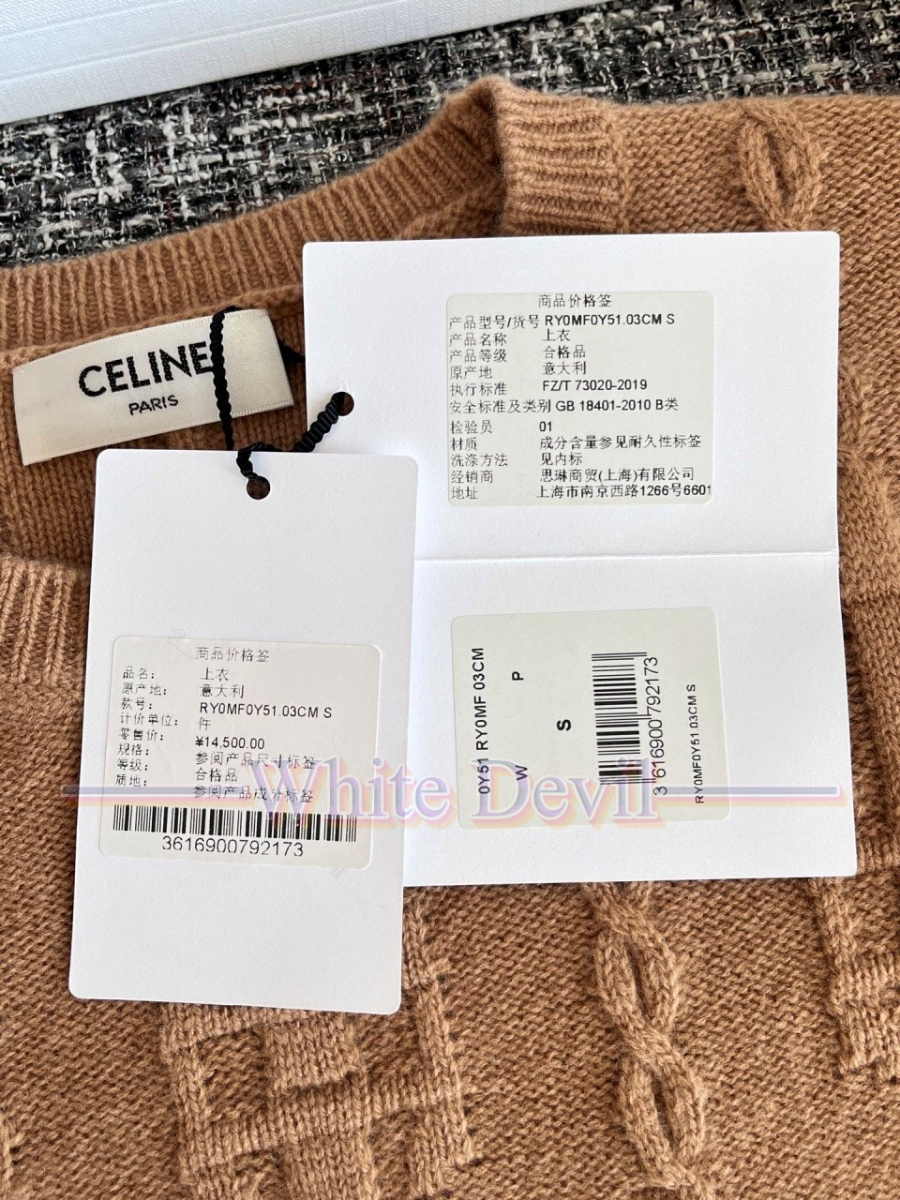 CELINE
PARIS
商品价格签
产品型号/货号 RY0MF0Y51.03CM S
产品名称 上衣
产品等级 合格品
原产地 意大利
执行标准 FZ/T 73020-2019
安全标准及类别 GB 18401-2010 B类
检验员 01
材质 成分含量参见耐久性标签
洗涤方法 见内标
经销商 思琳商贸(上海)有限公司
地址 上海市南京西路1266号6601
商品价格签
品名: 上衣
原产地: 意大利
款号: RY0MF0Y51.03CM S
计价单位: 件
零售价: ¥14,500.00
规格: 参阅产品尺寸标签
等级: 合格品
质地: 参阅产品成分标签
3616900792173
0Y51 RY0MF 03CM
W P
S
3 616900 792173
RY0MF0Y51.03CM S
White Devil